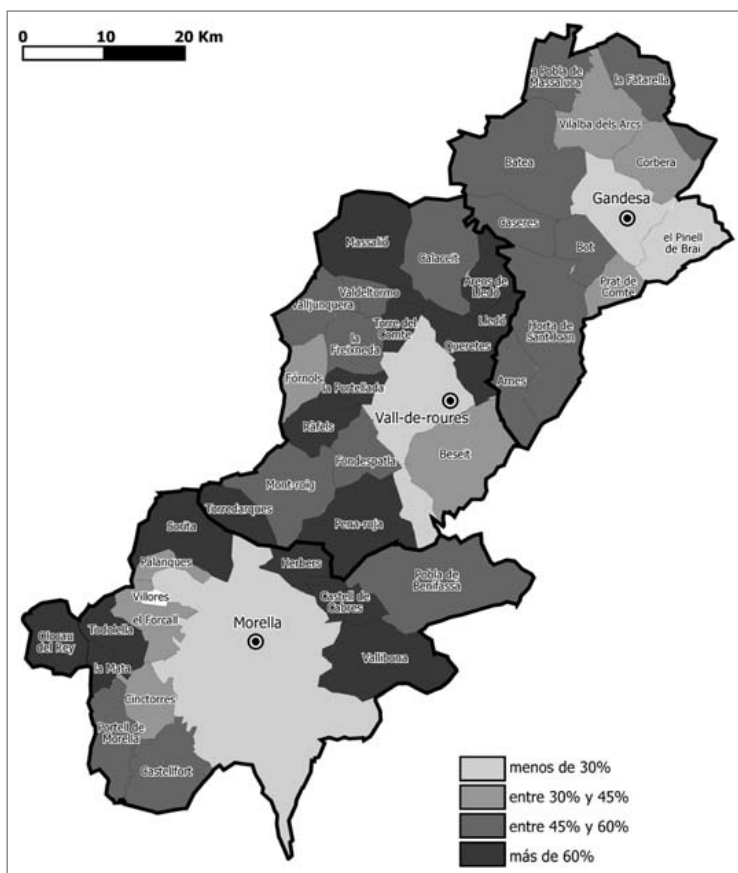 0 10 20 Km
a Pobla de
Massaluca
la Fatarella
Vilalba dels Arcs
Batea
Corbera
Gandesa
Caseres
el Pinell
de Brai
Bot
Massalió
Calaceit
Prat de
Comte
Arens de
Lledó
Valdeltormo
Valljunquera
Lledó
Torre del
Comte
Horta de
Sant Joan
la
Freixneda
Queretes
Fórnols
la Portellada
Arnes
Vall-de-roures
Ràfels
Beseit
Fondespatla
Mont-roig
Torredarques
Pena-roja
Sorita
Palanques
Herbers
Pobla de
Benifassà
Villores
Castell de
Cabres
el Forcall
Morella
Todolella
Olocau
del Rey
Vallibona
la Mata
Cinctorres
Portell de
Morella
Castellfort
menos de 30%
entre 30% y 45%
entre 45% y 60%
más de 60%